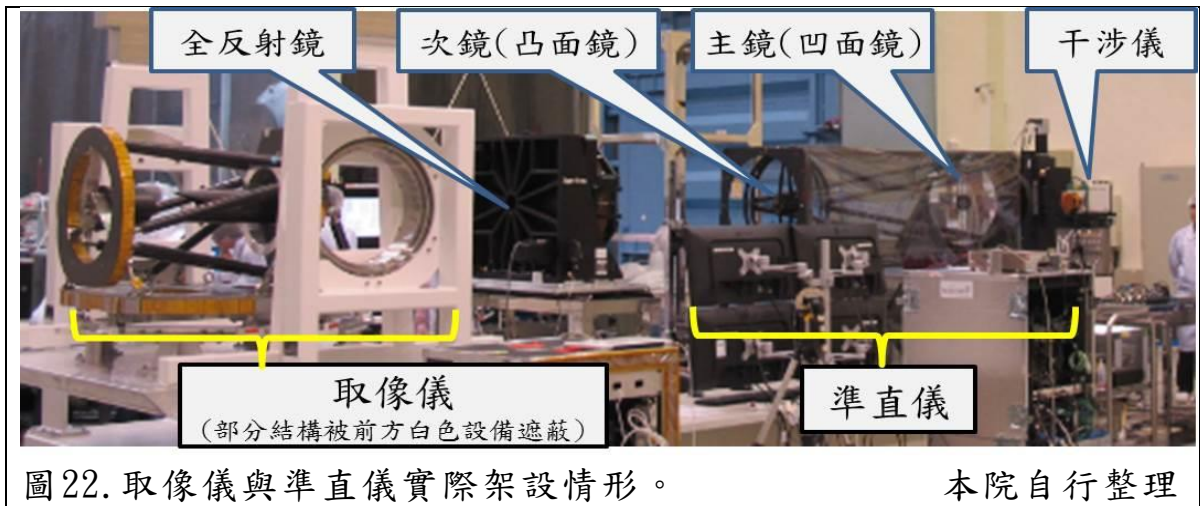 全反射鏡
次鏡(凸面鏡)
主鏡(凹面鏡)
干涉儀
取像儀
(部分結構被前方白色設備遮蔽)
準直儀
圖22.取像儀與準直儀實際架設情形。 本院自行整理